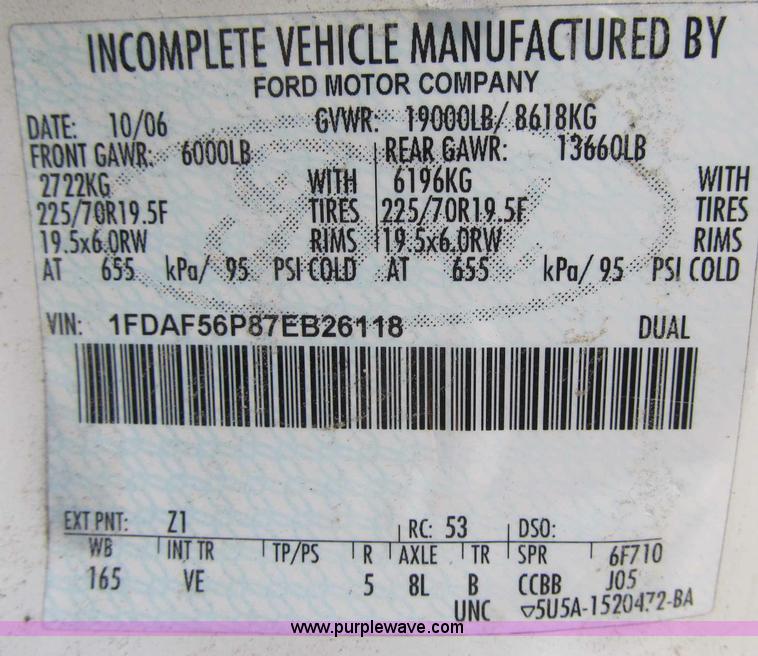 INCOMPLETE VEHICLE MANUFACTURED BY
FORD MOTOR COMPANY
DATE: 10/06 GVWR: 19000LB/ 8618KG
FRONT GAWR: 6000LB REAR GAWR: 13660LB
2722KG WITH 6196KG WITH
225/70R19.5F TIRES 225/70R19.5F TIRES
19.5x6.0RW RIMS 19.5x6.0RW RIMS
AT 655 kPa/ 95 PSI COLD AT 655 kPa/ 95 PSI COLD
VIN: 1FDAF56P87EB26118 DUAL
EXT PNT: Z1 RC: 53 DSO:
WB INT TR TP/PS R AXLE TR SPR 6F710
165 VE 5 8L B CCBB J05
UNC ▽5U5A-1520472-BA
www.purplewave.com